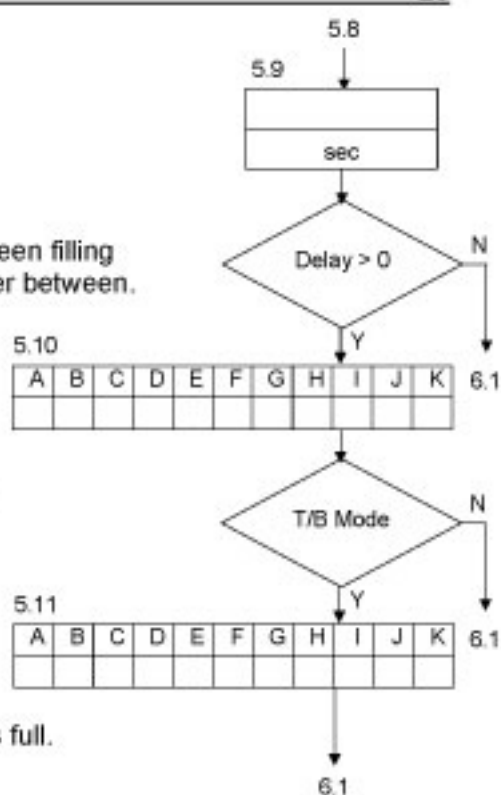 5.8
5.9
sec
filling
Delay > 0
N
er between.
Y
5.10
A B C D E F G H I J K
6.1
T/B Mode
N
Y
5.11
A B C D E F G H I J K
6.1
full.
6.1